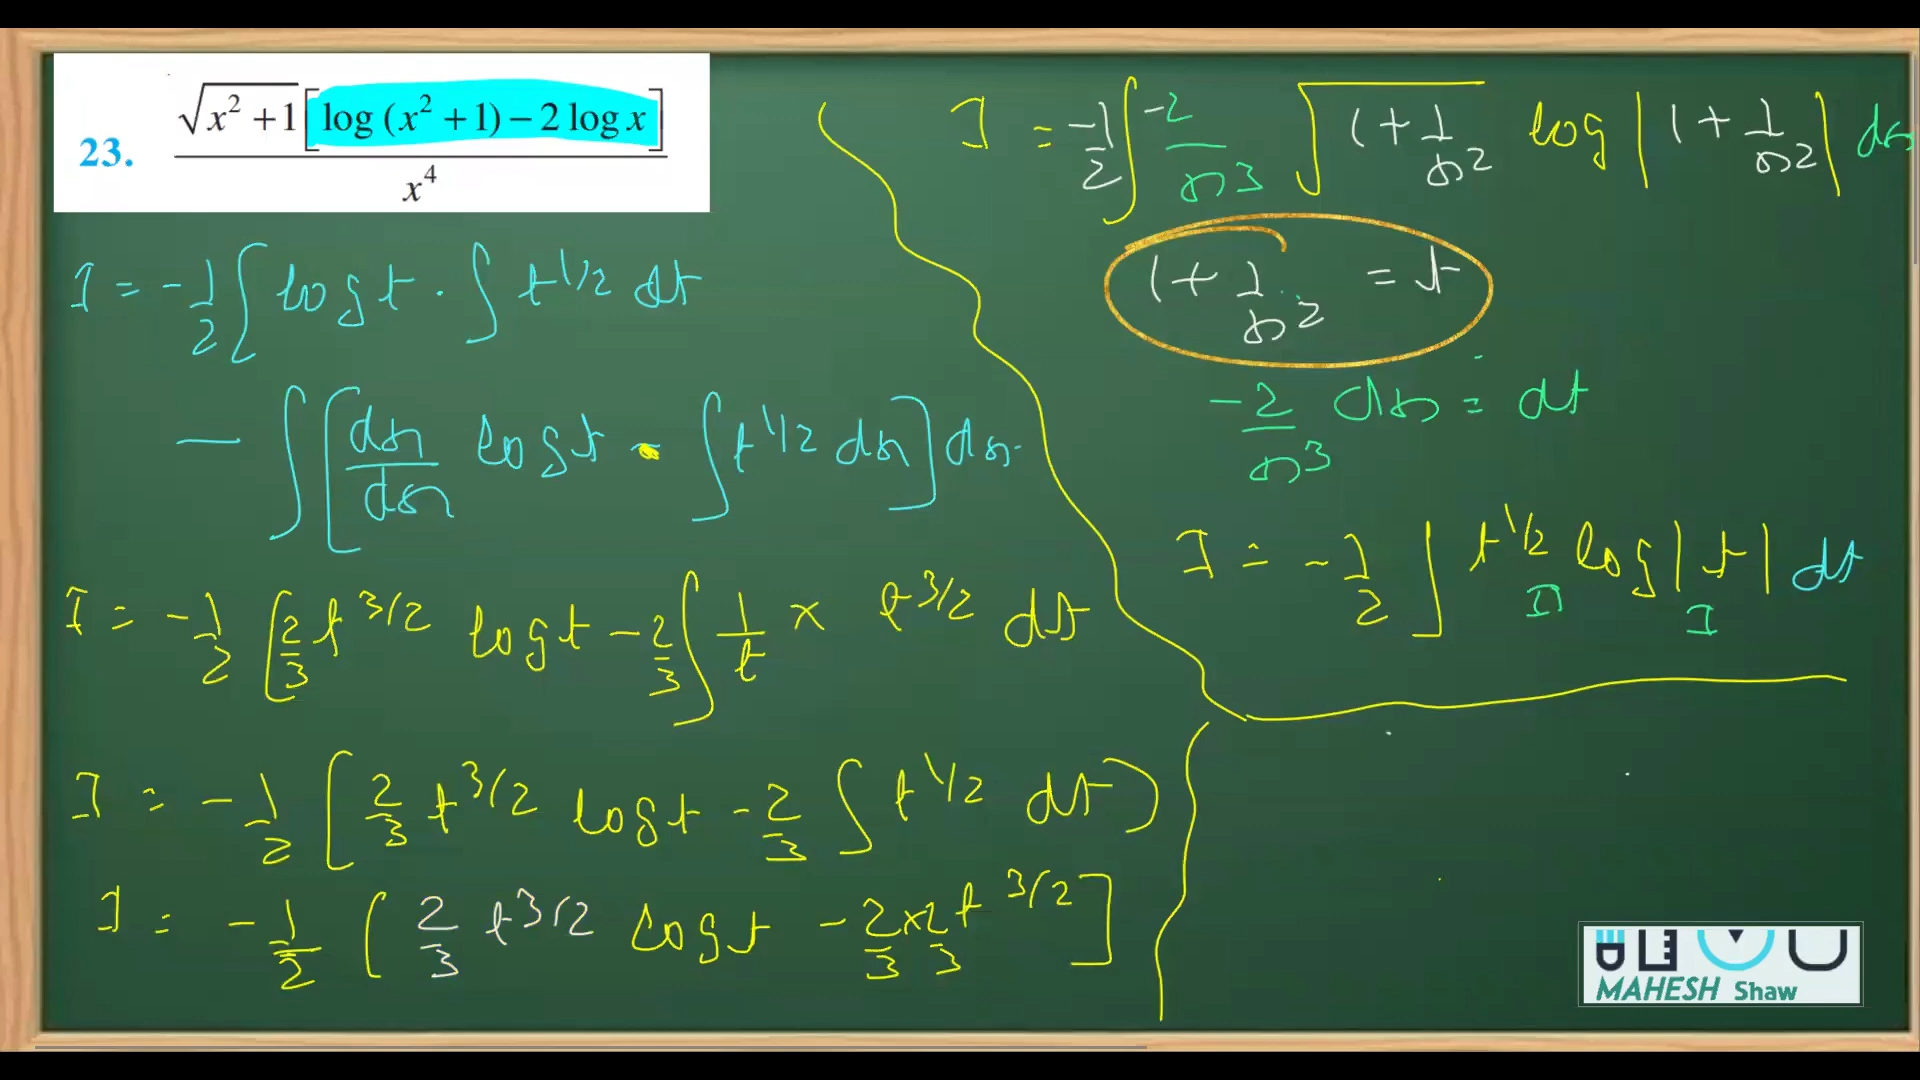 23. √x² + 1 [log (x² + 1) − 2 log x]
x⁴
I = -1/2 ∫ log t . ∫ t^1/2 dt
— ∫ [dx/dx log t - ∫ t^1/2 dx] dx.
I = -1/2 [2/3 t^3/2 log t - 2/3 ∫ 1/t × t^3/2 dt
I = -1/2 [2/3 t^3/2 log t - 2/3 ∫ t^1/2 dt)
I = -1/2 [2/3 t^3/2 log t - 2/3 × 2/3 t^3/2]
I = -1/2 ∫ -2/x³ √1 + 1/x² log |1 + 1/x²| dx
1 + 1/x² = t
-2/x³ dx = dt
I = -1/2 ∫ t^1/2 log |t| dt
II I
MAHESH Shaw